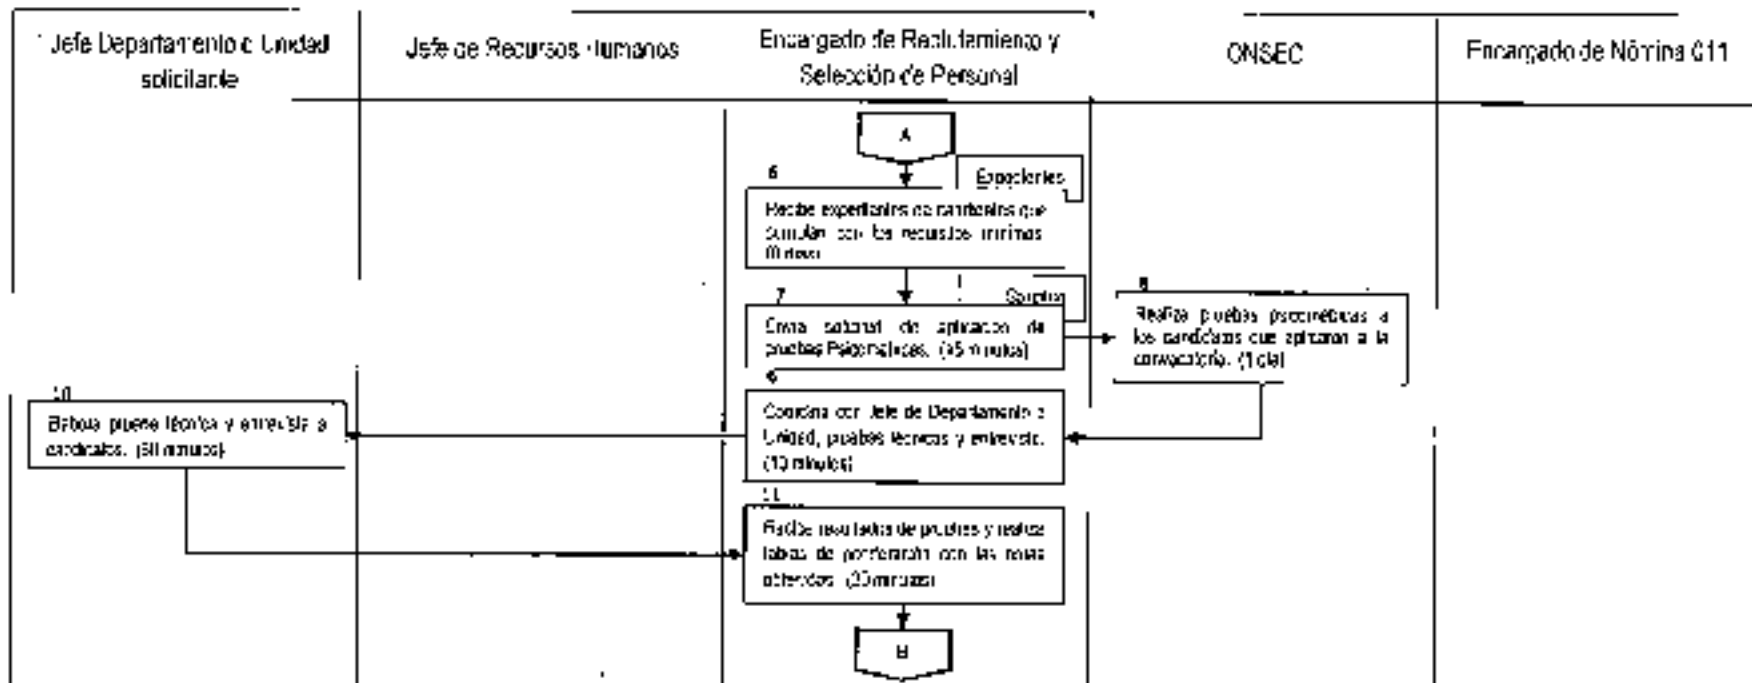 Jefe Departamento o Unidad
solicitante
Jefe de Recursos Humanos
Encargado de Reclutamiento y
Selección de Personal
ONSEC
Encargado de Nómina 011
A
6
Expedientes
Recibe expedientes de candidatos que
cumplan con los requisitos mínimos
7
Envía solicitud de aplicación de
pruebas Psicométricas. (15 minutos)
8
Realiza pruebas psicométricas a
los candidatos que aplicaron a la
convocatoria. (1 día)
9
Coordina con Jefe de Departamento o
Unidad, pruebas técnicas y entrevista.
(10 minutos)
10
Elabora prueba técnica y entrevista a
candidatos. minutos)
11
Recibe resultados de pruebas y realiza
tablas de ponderación con las notas
obtenidas. minutos)
B